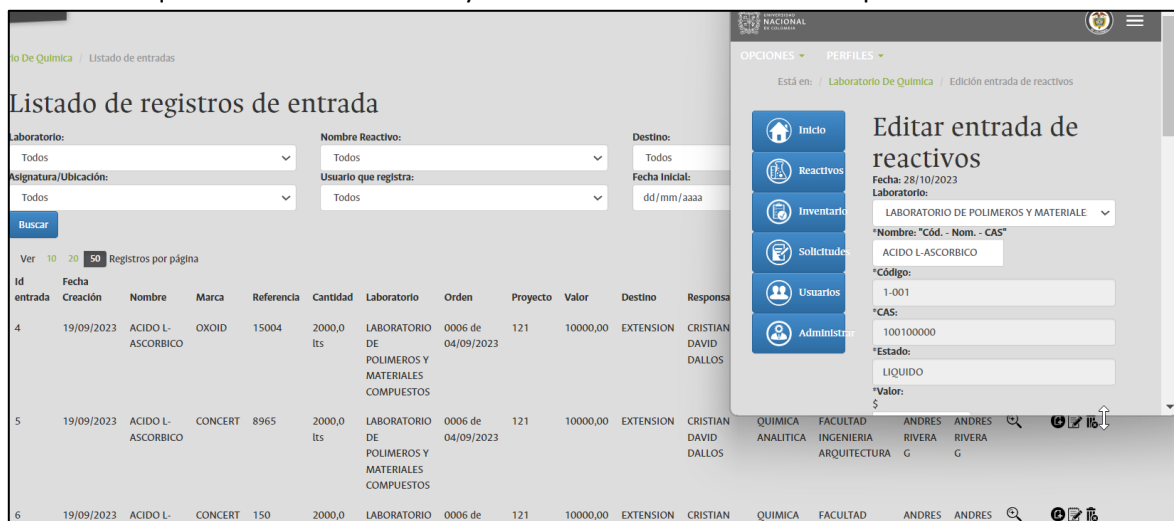 UNIVERSIDAD
NACIONAL
DE COLOMBIA
OPCIONES PERFILES
Está en: / Laboratorio De Química / Edición entrada de reactivos
Inicio
Reactivos
Inventario
Solicitudes
Usuarios
Administrar
Editar entrada de
reactivos
Fecha: 28/10/2023
Laboratorio:
LABORATORIO DE POLIMEROS Y MATERIALE
*Nombre: "Cód. - Nom. - CAS"
ACIDO L-ASCORBICO
*Código:
1-001
*CAS:
100100000
*Estado:
LIQUIDO
*Valor:
$
io De Química / Listado de entradas
Listado de registros de entrada
Laboratorio: Nombre Reactivo: Destino:
Todos Todos Todos
Asignatura/Ubicación: Usuario que registra: Fecha Inicial:
Todos Todos dd/mm/aaaa
Buscar
Ver 10 20 50 Registros por página
Id Fecha
entrada Creación Nombre Marca Referencia Cantidad Laboratorio Orden Proyecto Valor Destino Responsa
4 19/09/2023 ACIDO L- OXOID 15004 2000,0 LABORATORIO 0006 de 121 10000,00 EXTENSION CRISTIAN
ASCORBICO lts DE 04/09/2023 DAVID
POLIMEROS Y DALLOS
MATERIALES
COMPUESTOS
5 19/09/2023 ACIDO L- CONCERT 8965 2000,0 LABORATORIO 0006 de 121 10000,00 EXTENSION CRISTIAN QUIMICA FACULTAD ANDRES ANDRES
ASCORBICO lts DE 04/09/2023 DAVID ANALITICA INGENIERIA RIVERA RIVERA
POLIMEROS Y DALLOS ARQUITECTURA G G
MATERIALES
COMPUESTOS
6 19/09/2023 ACIDO L- CONCERT 150 2000,0 LABORATORIO 0006 de 121 10000,00 EXTENSION CRISTIAN QUIMICA FACULTAD ANDRES ANDRES